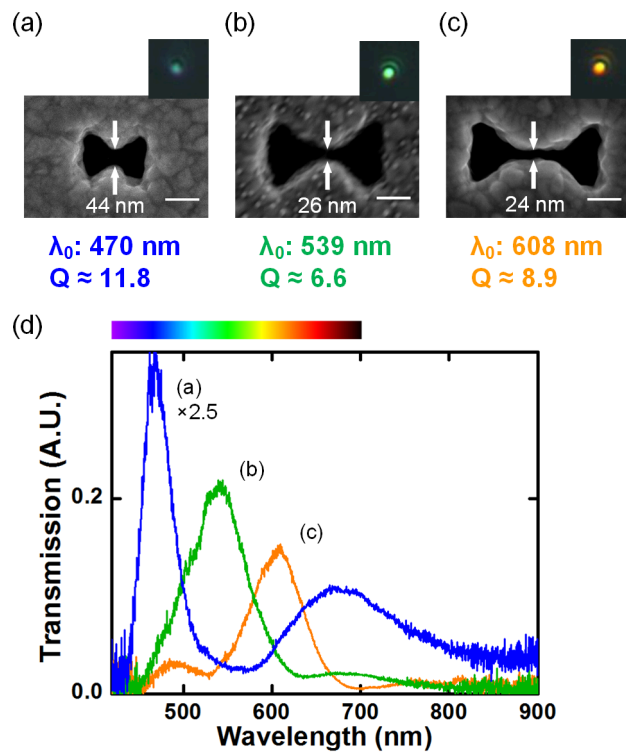 (a)
(b)
(c)
44 nm
26 nm
24 nm
λ₀: 470 nm
Q ≈ 11.8
λ₀: 539 nm
Q ≈ 6.6
λ₀: 608 nm
Q ≈ 8.9
(d)
(a)
×2.5
(b)
(c)
0.2
0.0
Transmission (A.U.)
500 600 700 800 900
Wavelength (nm)